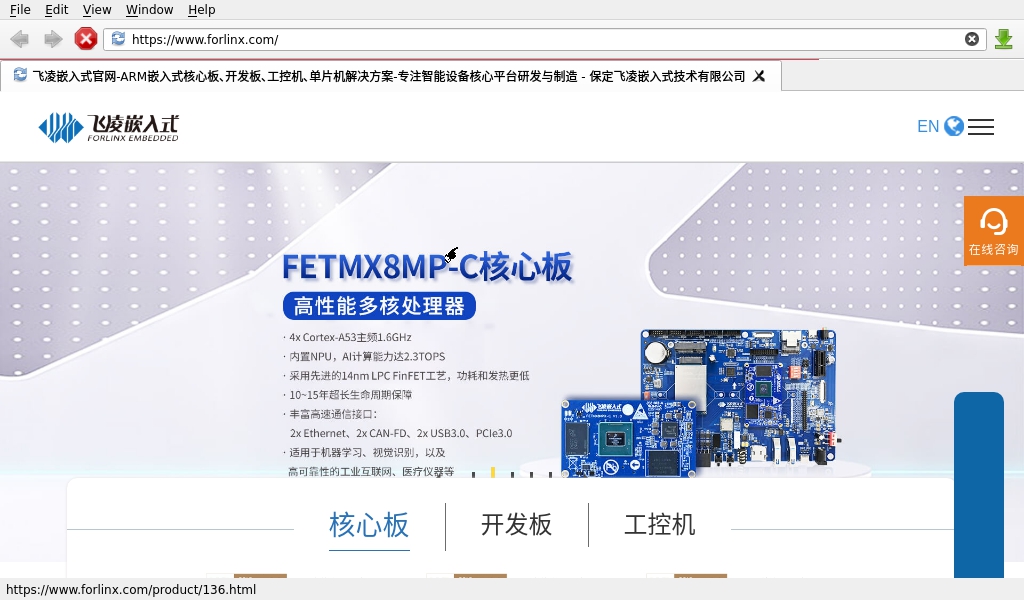 File Edit View Window Help
https://www.forlinx.com/
飞凌嵌入式官网-ARM嵌入式核心板、开发板、工控机、单片机解决方案-专注智能设备核心平台研发与制造 - 保定飞凌嵌入式技术有限公司
飞凌嵌入式
FORLINX EMBEDDED
EN
在线咨询
FETMX8MP-C核心板
高性能多核处理器
· 4x Cortex-A53主频1.6GHz
· 内置NPU，AI计算能力达2.3TOPS
· 采用先进的14nm LPC FinFET工艺，功耗和发热更低
· 10~15年超长生命周期保障
· 丰富高速通信接口：
2x Ethernet、2x CAN-FD、2x USB3.0、PCIe3.0
· 适用于机器学习、视觉识别，以及
高可靠性的工业互联网、医疗仪器等
飞凌嵌入式
核心板
开发板
工控机
https://www.forlinx.com/product/136.html